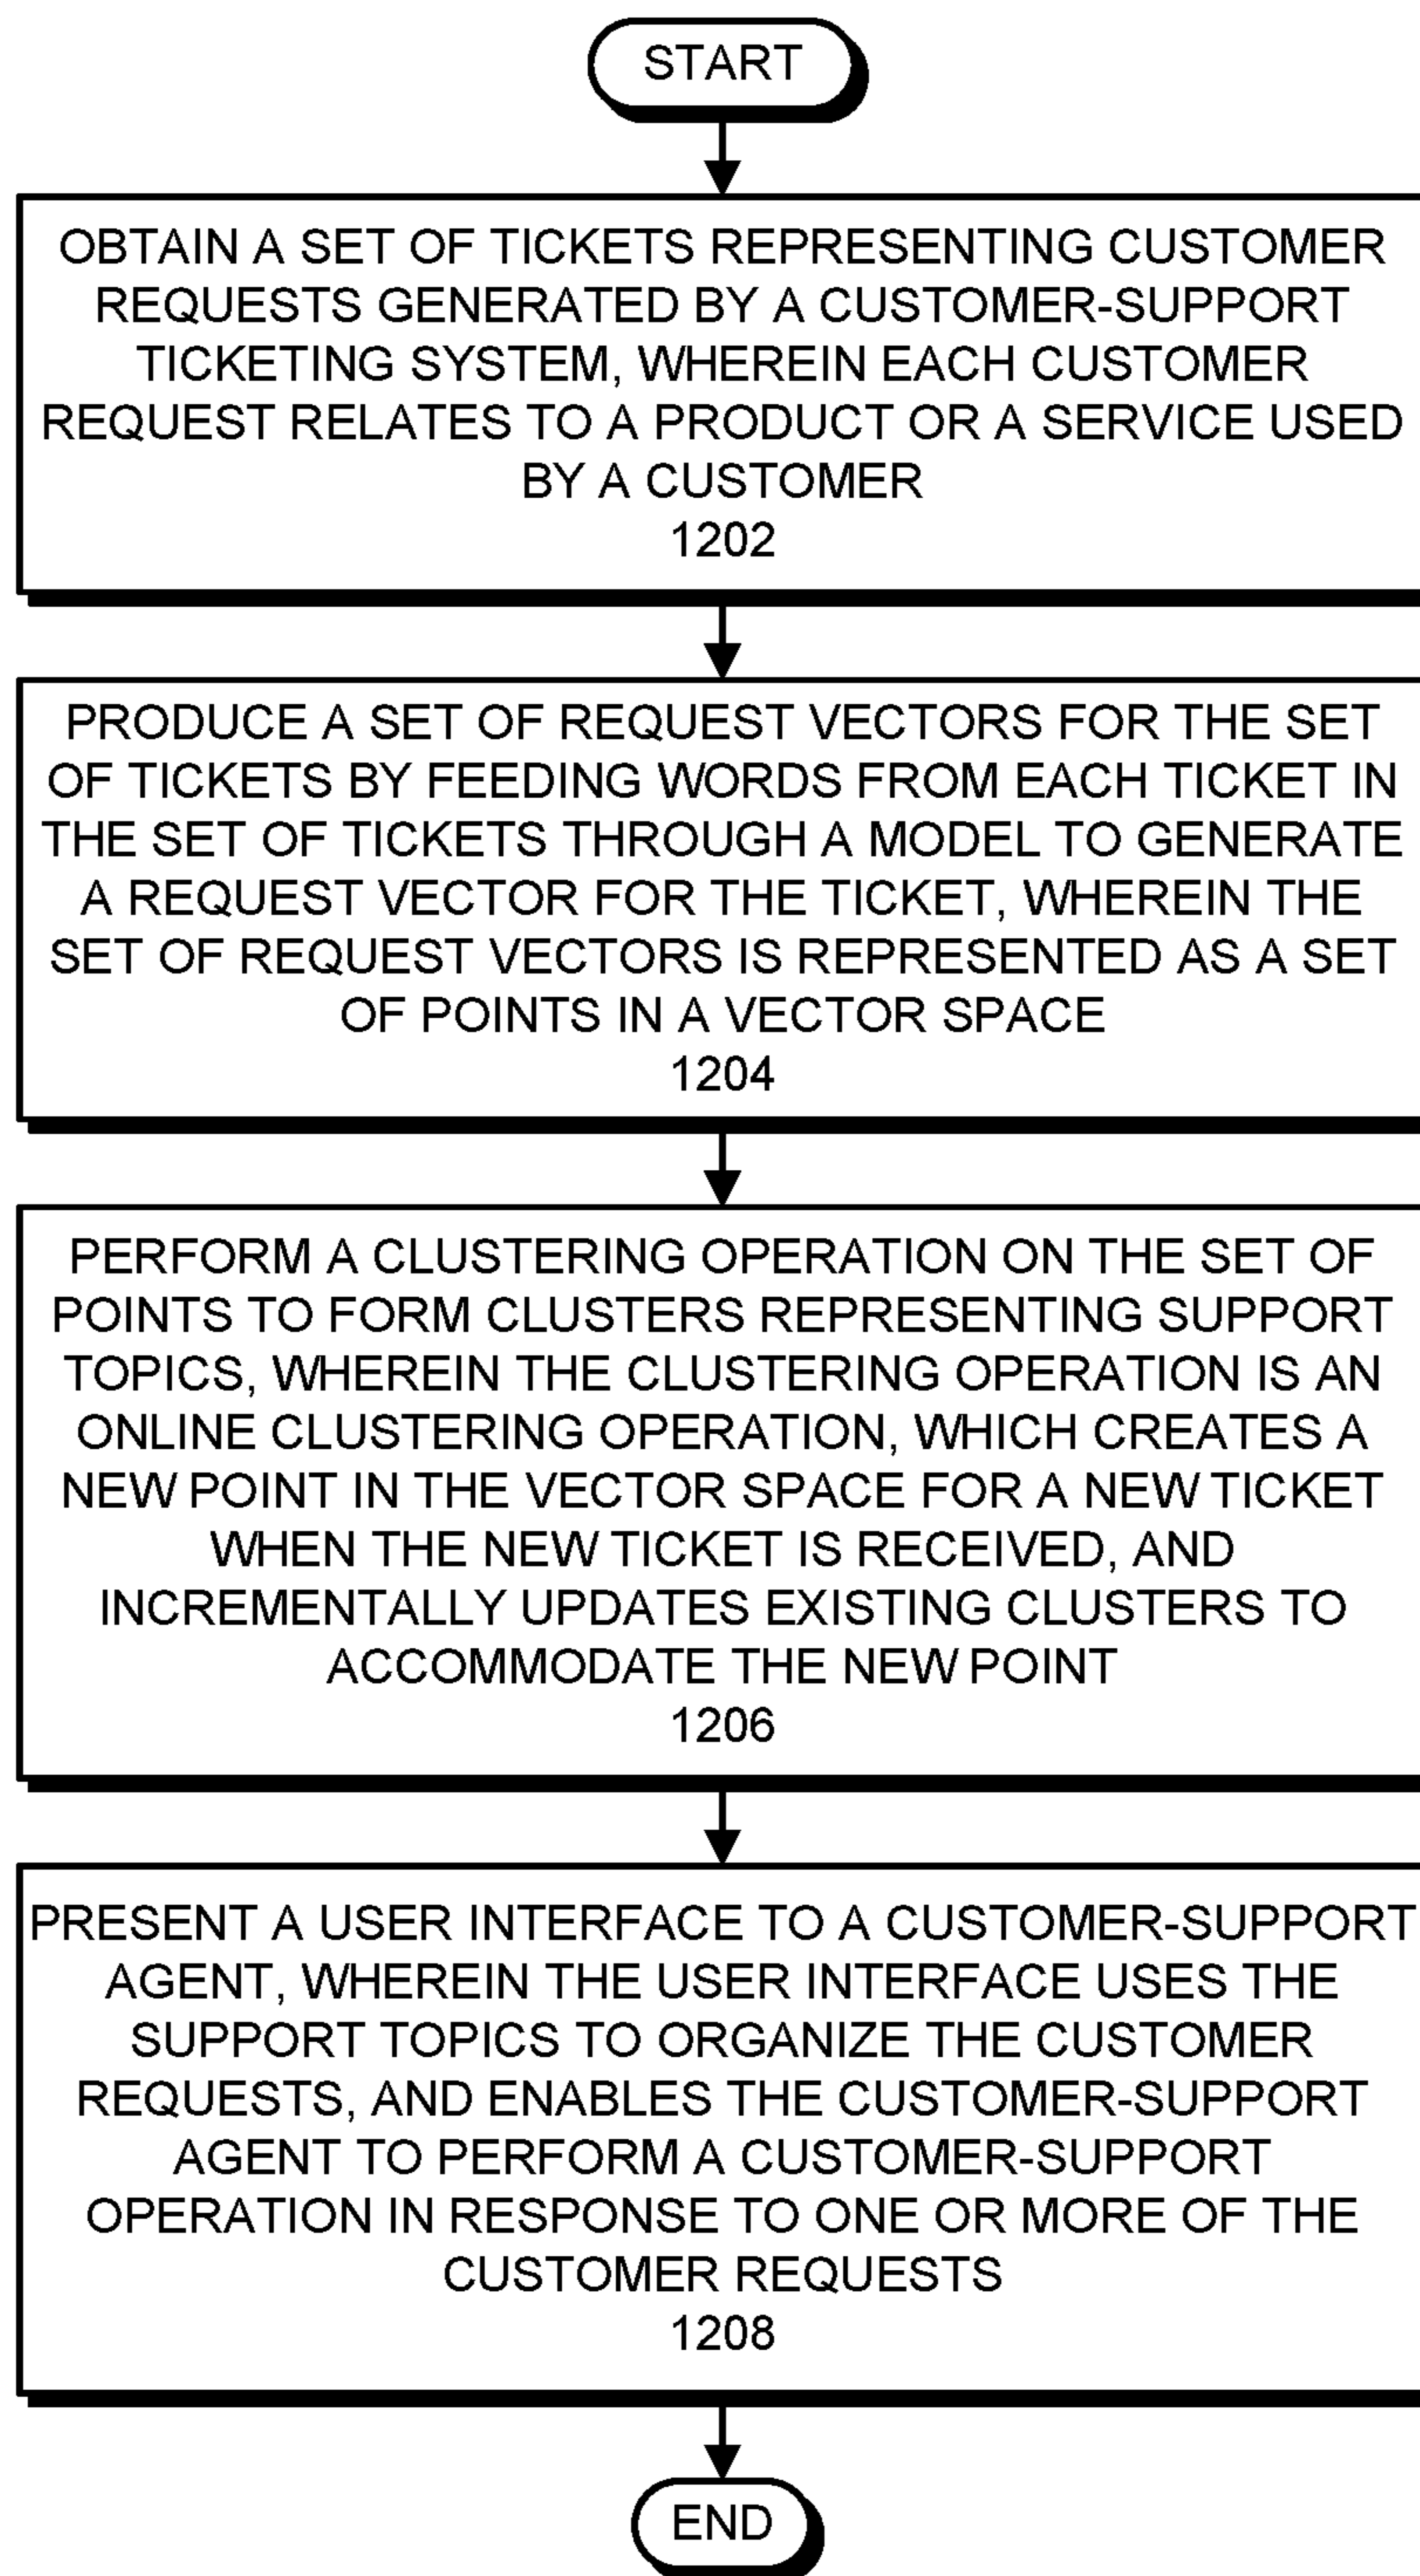 START
OBTAIN A SET OF TICKETS REPRESENTING CUSTOMER
REQUESTS GENERATED BY A CUSTOMER-SUPPORT
TICKETING SYSTEM, WHEREIN EACH CUSTOMER
REQUEST RELATES TO A PRODUCT OR A SERVICE USED
BY A CUSTOMER
1202
PRODUCE A SET OF REQUEST VECTORS FOR THE SET
OF TICKETS BY FEEDING WORDS FROM EACH TICKET IN
THE SET OF TICKETS THROUGH A MODEL TO GENERATE
A REQUEST VECTOR FOR THE TICKET, WHEREIN THE
SET OF REQUEST VECTORS IS REPRESENTED AS A SET
OF POINTS IN A VECTOR SPACE
1204
PERFORM A CLUSTERING OPERATION ON THE SET OF
POINTS TO FORM CLUSTERS REPRESENTING SUPPORT
TOPICS, WHEREIN THE CLUSTERING OPERATION IS AN
ONLINE CLUSTERING OPERATION, WHICH CREATES A
NEW POINT IN THE VECTOR SPACE FOR A NEW TICKET
WHEN THE NEW TICKET IS RECEIVED, AND
INCREMENTALLY UPDATES EXISTING CLUSTERS TO
ACCOMMODATE THE NEW POINT
1206
PRESENT A USER INTERFACE TO A CUSTOMER-SUPPORT
AGENT, WHEREIN THE USER INTERFACE USES THE
SUPPORT TOPICS TO ORGANIZE THE CUSTOMER
REQUESTS, AND ENABLES THE CUSTOMER-SUPPORT
AGENT TO PERFORM A CUSTOMER-SUPPORT
OPERATION IN RESPONSE TO ONE OR MORE OF THE
CUSTOMER REQUESTS
1208
END